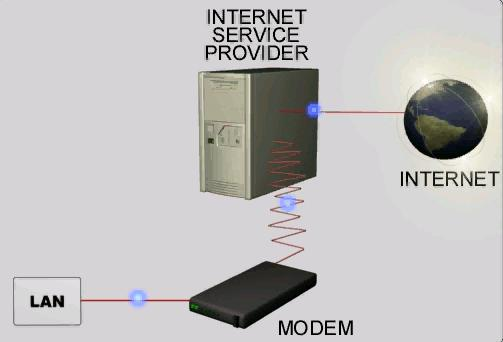 INTERNET
SERVICE
PROVIDER
INTERNET
LAN
MODEM